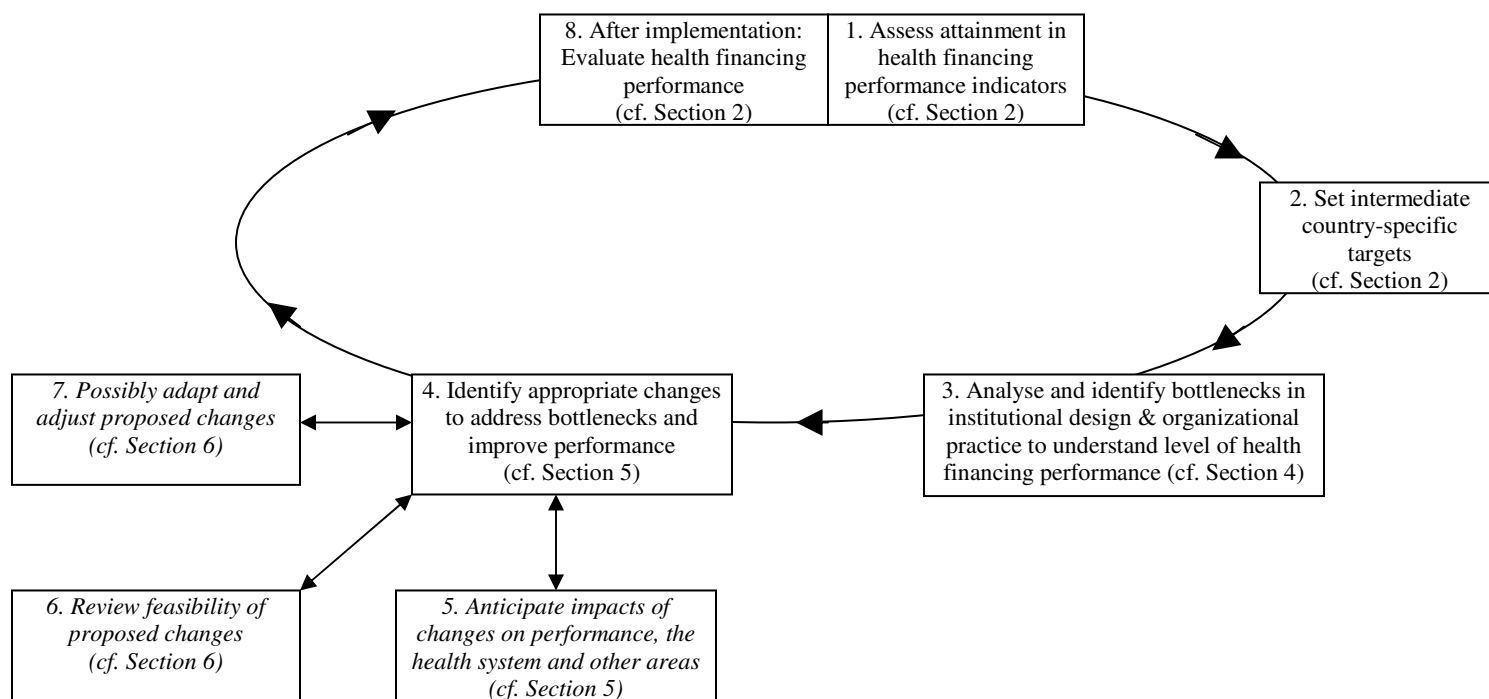 8. After implementation:
Evaluate health financing
performance
(cf. Section 2)
1. Assess attainment in
health financing
performance indicators
(cf. Section 2)
2. Set intermediate
country-specific
targets
(cf. Section 2)
3. Analyse and identify bottlenecks in
institutional design & organizational
practice to understand level of health
financing performance (cf. Section 4)
4. Identify appropriate changes
to address bottlenecks and
improve performance
(cf. Section 5)
7. Possibly adapt and
adjust proposed changes
(cf. Section 6)
6. Review feasibility of
proposed changes
(cf. Section 6)
5. Anticipate impacts of
changes on performance, the
health system and other areas
(cf. Section 5)